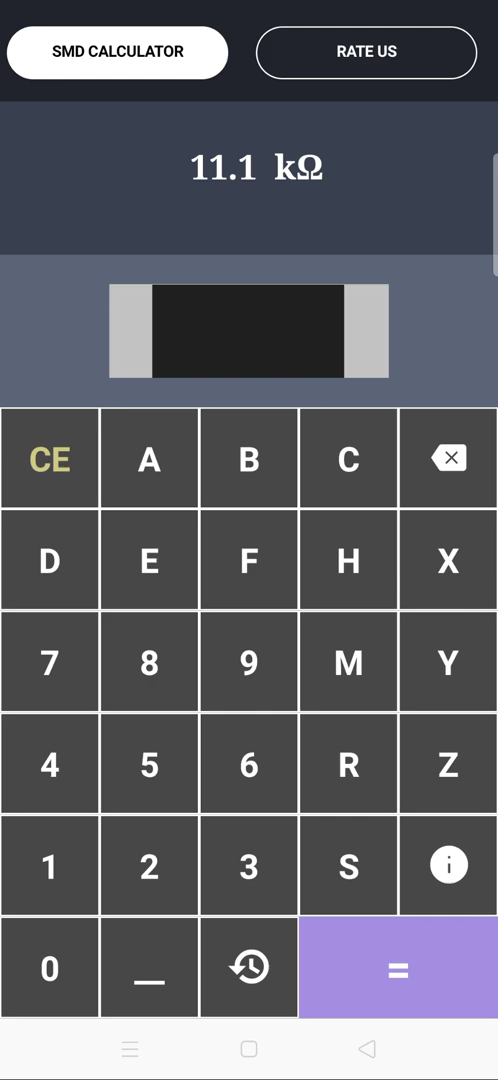 SMD CALCULATOR RATE US
11.1 kΩ
CE A B C
D E F H X
7 8 9 M Y
4 5 6 R Z
1 2 3 S i
0 _ =